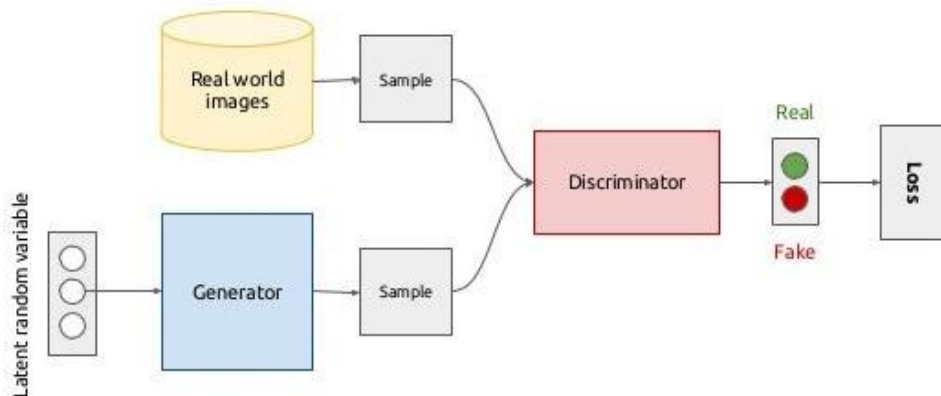 Real world
images
Sample
Real
Discriminator
Loss
Fake
Latent random variable
Generator
Sample